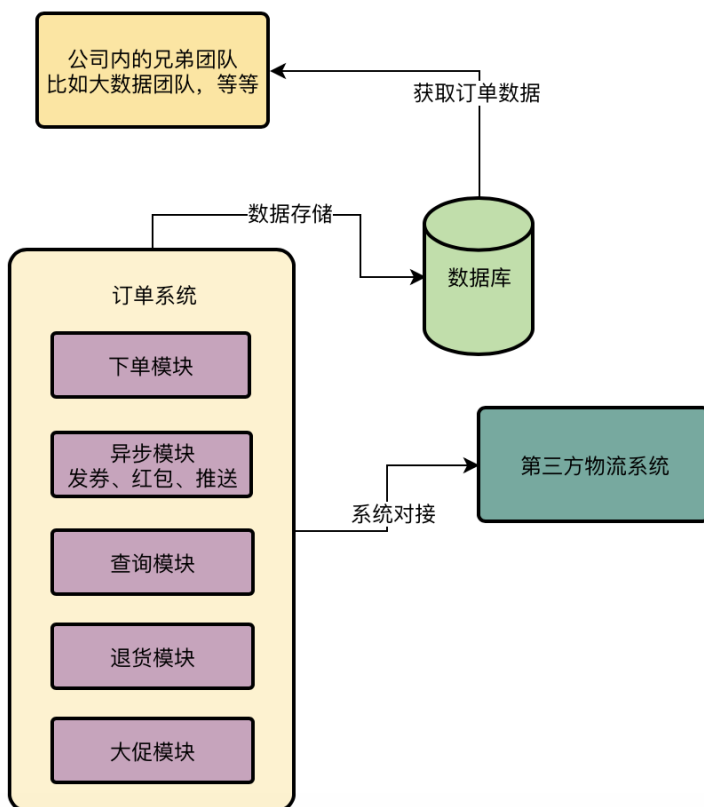 公司内的兄弟团队
比如大数据团队，等等
获取订单数据
数据存储
数据库
订单系统
下单模块
异步模块
发券、红包、推送
第三方物流系统
系统对接
查询模块
退货模块
大促模块